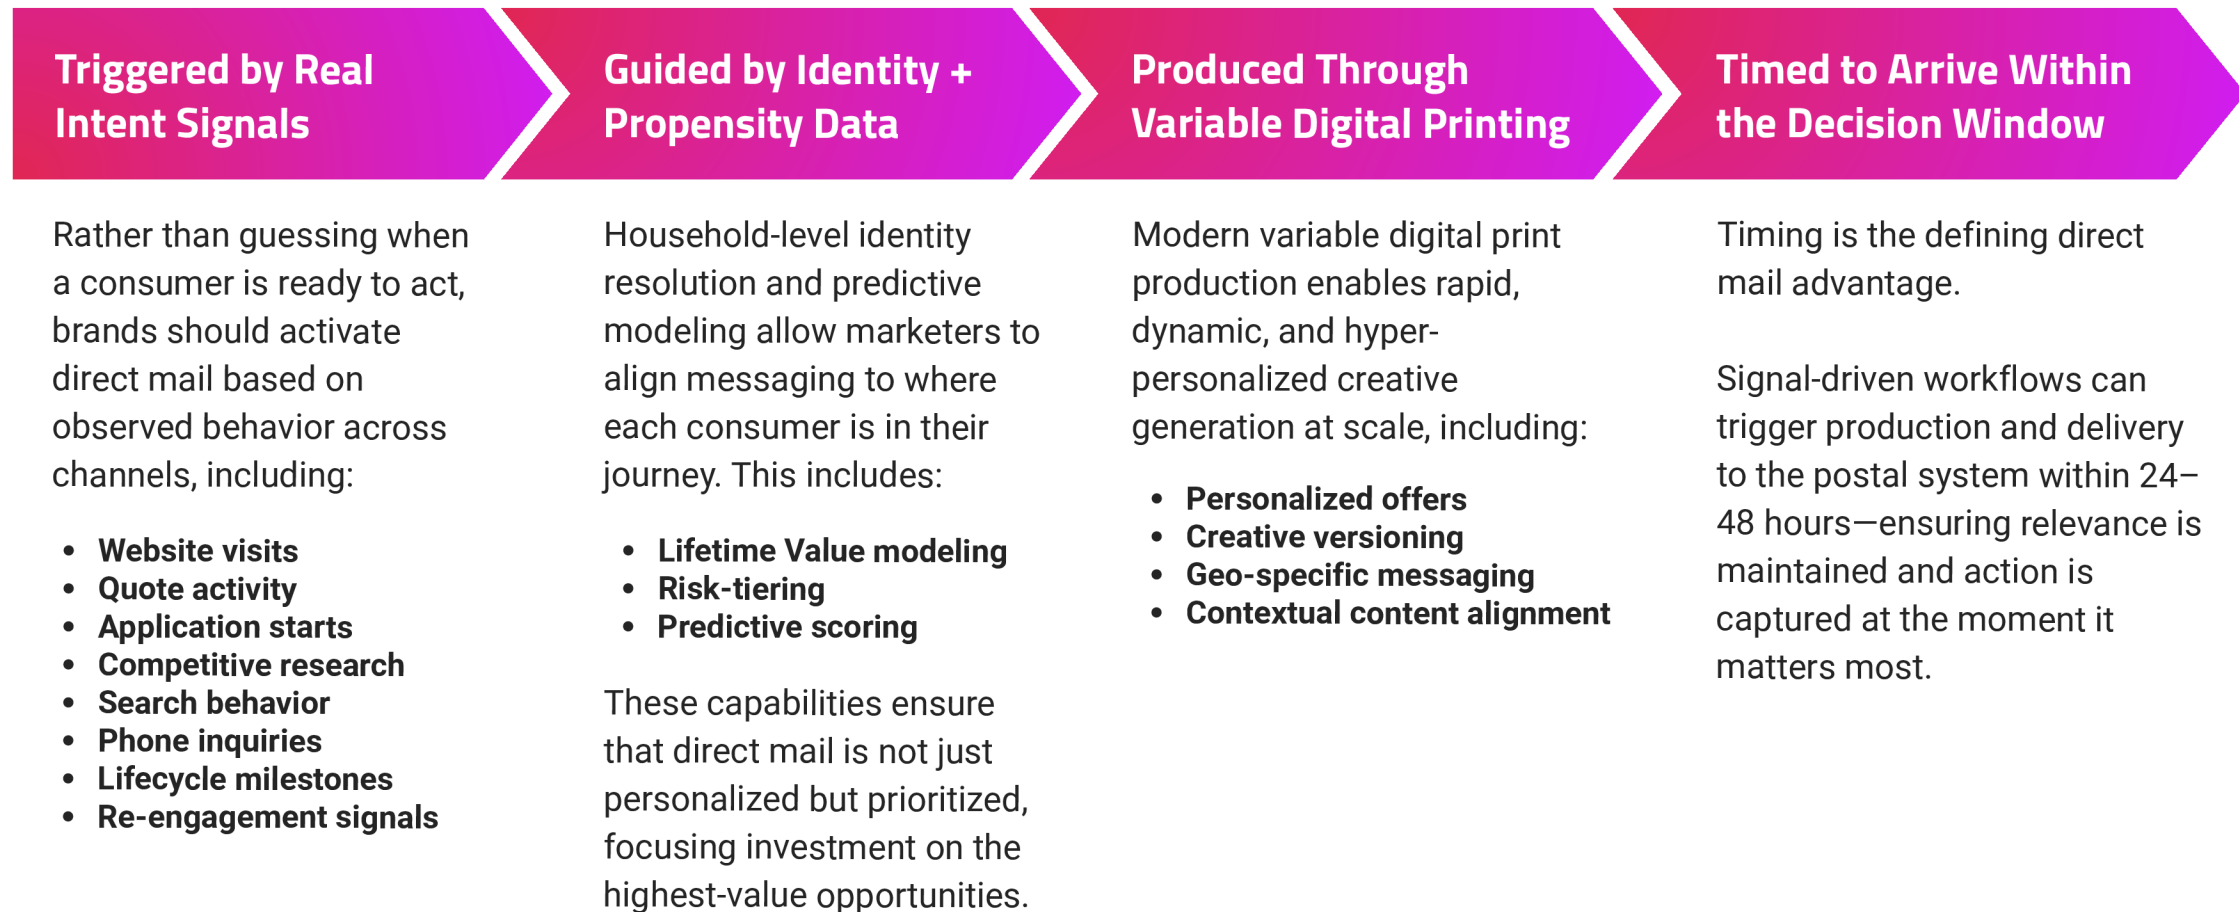 Triggered by Real
Intent Signals
Rather than guessing when
a consumer is ready to act,
brands should activate
direct mail based on
observed behavior across
channels, including:
• Website visits
• Quote activity
• Application starts
• Competitive research
• Search behavior
• Phone inquiries
• Lifecycle milestones
• Re-engagement signals
Guided by Identity +
Propensity Data
Household-level identity
resolution and predictive
modeling allow marketers to
align messaging to where
each consumer is in their
journey. This includes:
• Lifetime Value modeling
• Risk-tiering
• Predictive scoring
These capabilities ensure
that direct mail is not just
personalized but prioritized,
focusing investment on the
highest-value opportunities.
Produced Through
Variable Digital Printing
Modern variable digital print
production enables rapid,
dynamic, and hyper-
personalized creative
generation at scale, including:
• Personalized offers
• Creative versioning
• Geo-specific messaging
• Contextual content alignment
Timed to Arrive Within
the Decision Window
Timing is the defining direct
mail advantage.
Signal-driven workflows can
trigger production and delivery
to the postal system within 24–
48 hours—ensuring relevance is
maintained and action is
captured at the moment it
matters most.